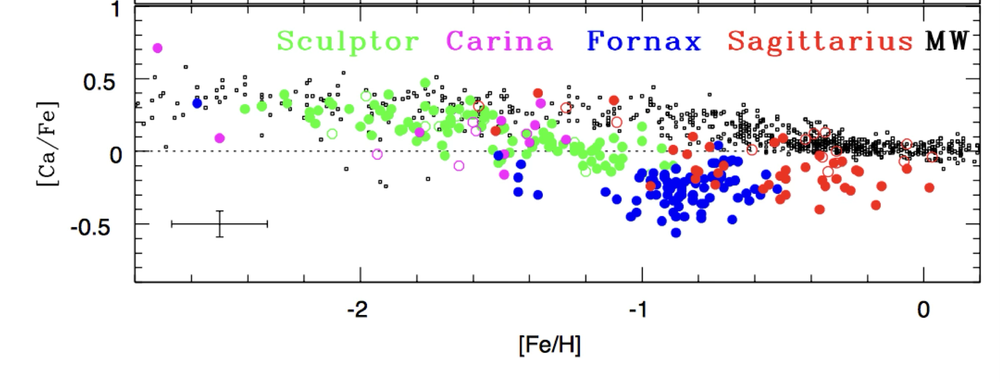 1
Sculptor Carina Fornax Sagittarius MW
0.5
[Ca/Fe]
0
-0.5
-2 -1 0
[Fe/H]